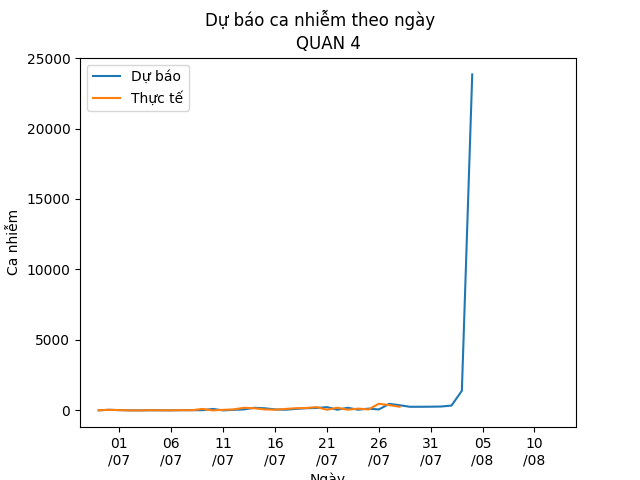 Dự báo ca nhiễm theo ngày
QUAN 4
25000
20000
15000
10000
5000
0
Ca nhiễm
Dự báo
Thực tế
01 06 11 16 21 26 31 05 10
/07 /07 /07 /07 /07 /07 /07 /08 /08
Ngày